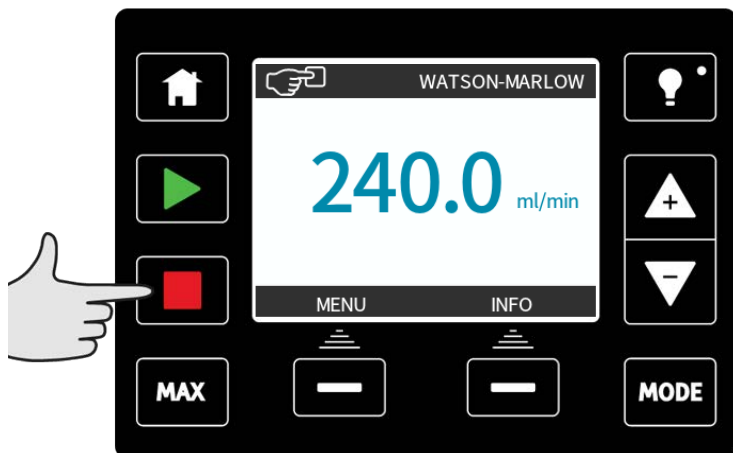 WATSON-MARLOW
240.0 ml/min
+
MENU INFO
−
MAX MODE